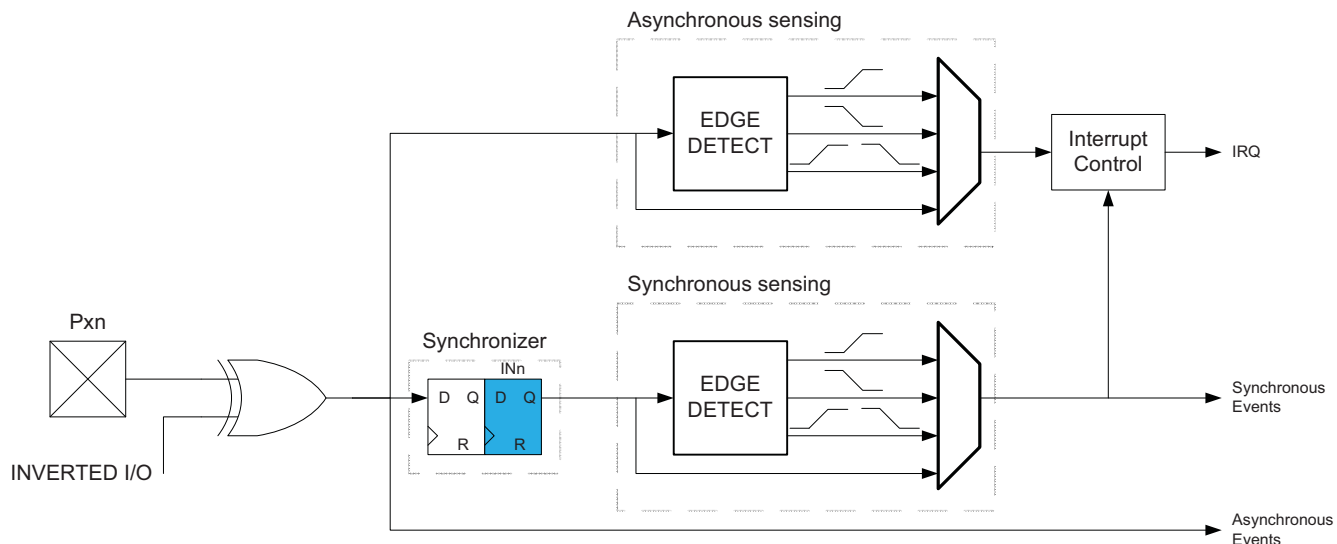 Asynchronous sensing
EDGE
DETECT
Interrupt
Control
IRQ
Synchronous sensing
Pxn
Synchronizer
INn
D Q D Q
R R
EDGE
DETECT
Synchronous
Events
INVERTED I/O
Asynchronous
Events